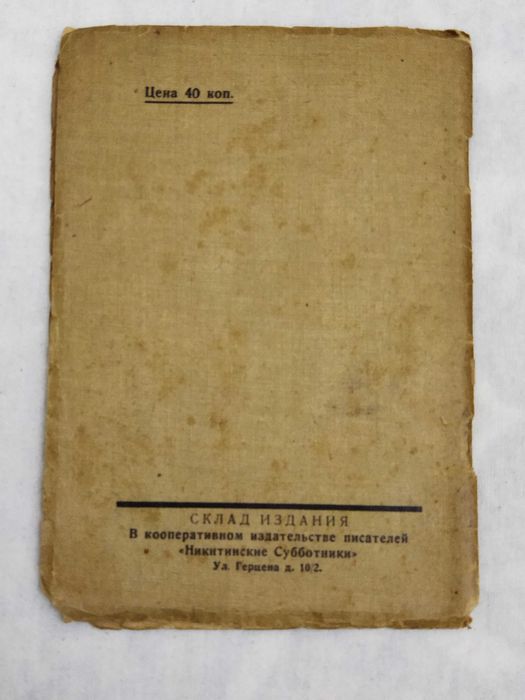 Цена 40 коп.
СКЛАД ИЗДАНИЯ
В кооперативном издательстве писателей
«Никитинские Субботники»
Ул. Герцена д. 10/2.